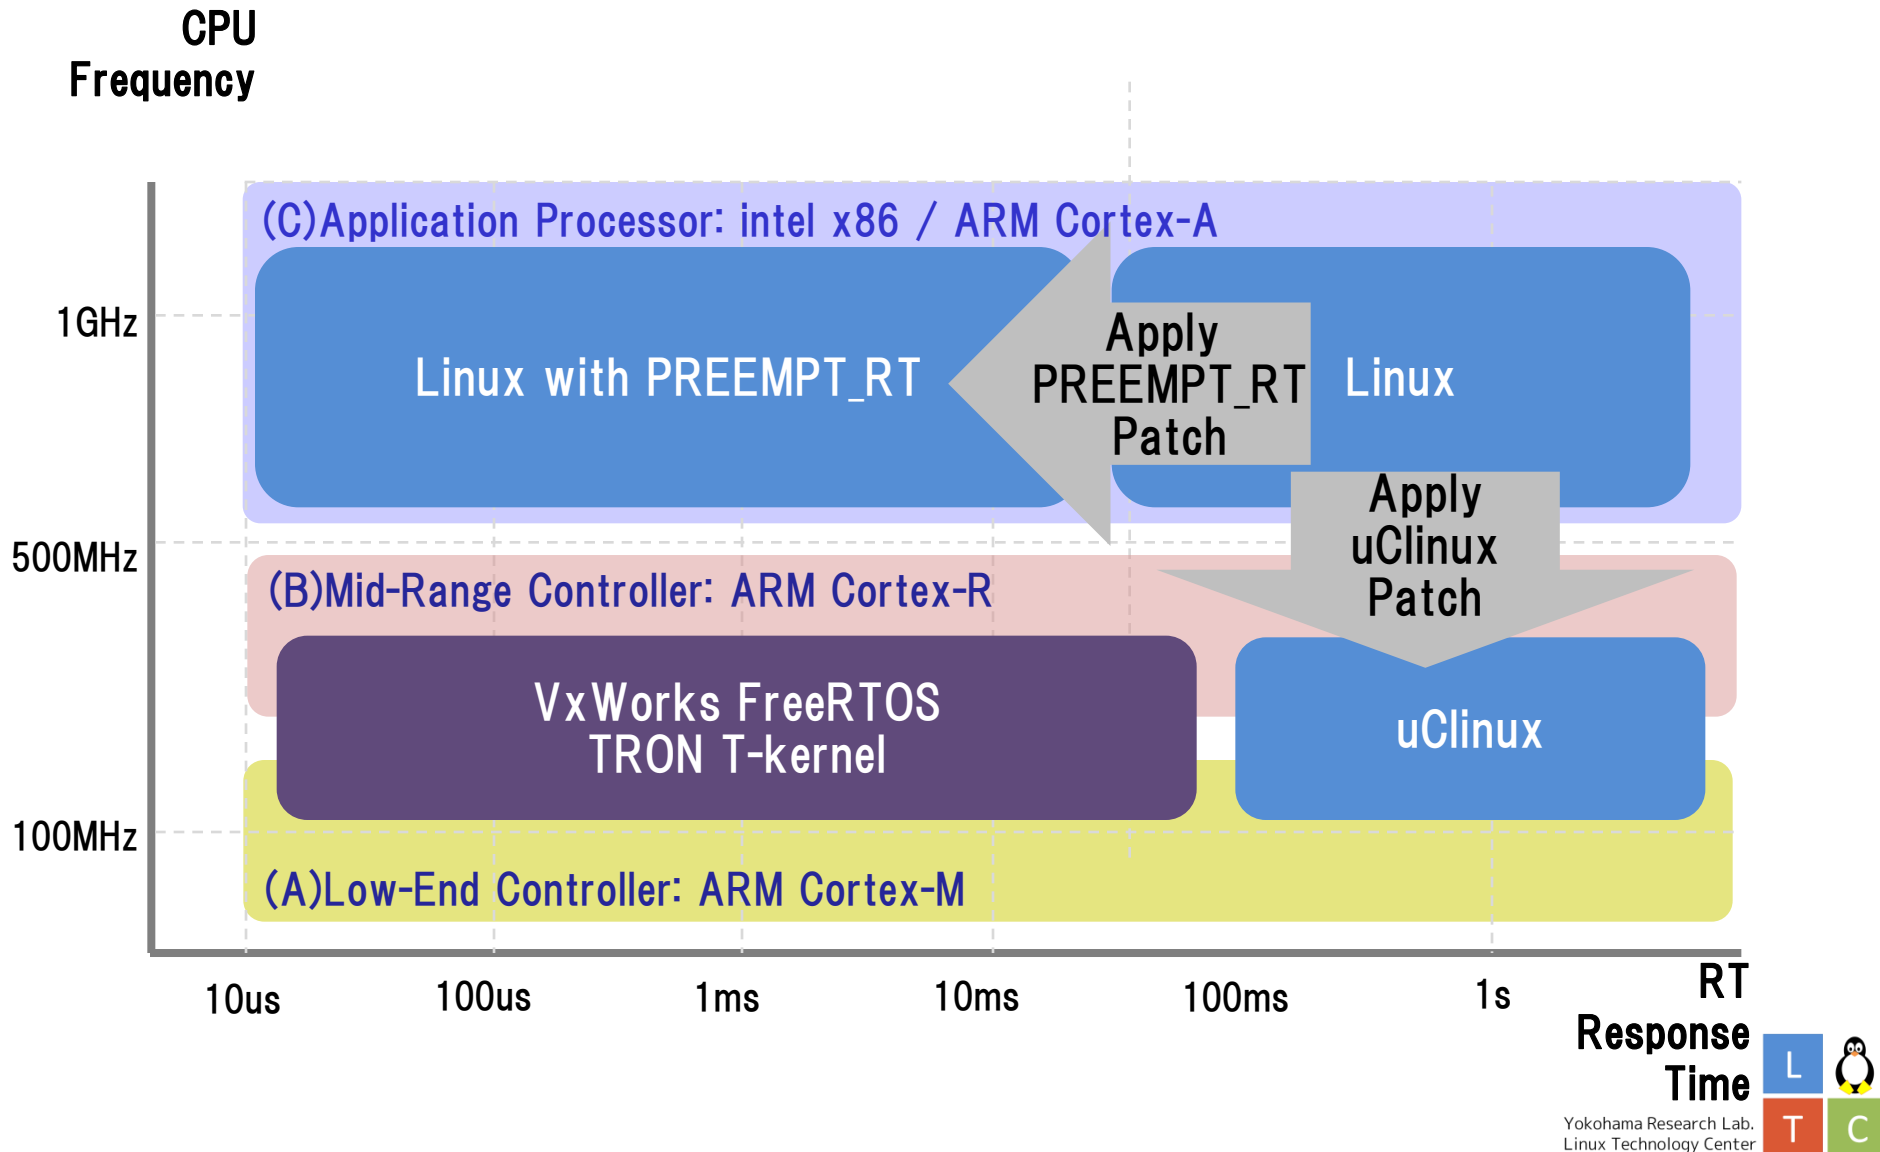 CPU
Frequency
(C)Application Processor: intel x86 / ARM Cortex-A
1GHz
Linux with PREEMPT_RT
Apply
PREEMPT_RT
Patch
Linux
Apply
uClinux
Patch
500MHz
(B)Mid-Range Controller: ARM Cortex-R
VxWorks FreeRTOS
TRON T-kernel
uClinux
100MHz
(A)Low-End Controller: ARM Cortex-M
10us
100us
1ms
10ms
100ms
1s
RT
Response
Time
L
T C
Yokohama Research Lab.
Linux Technology Center